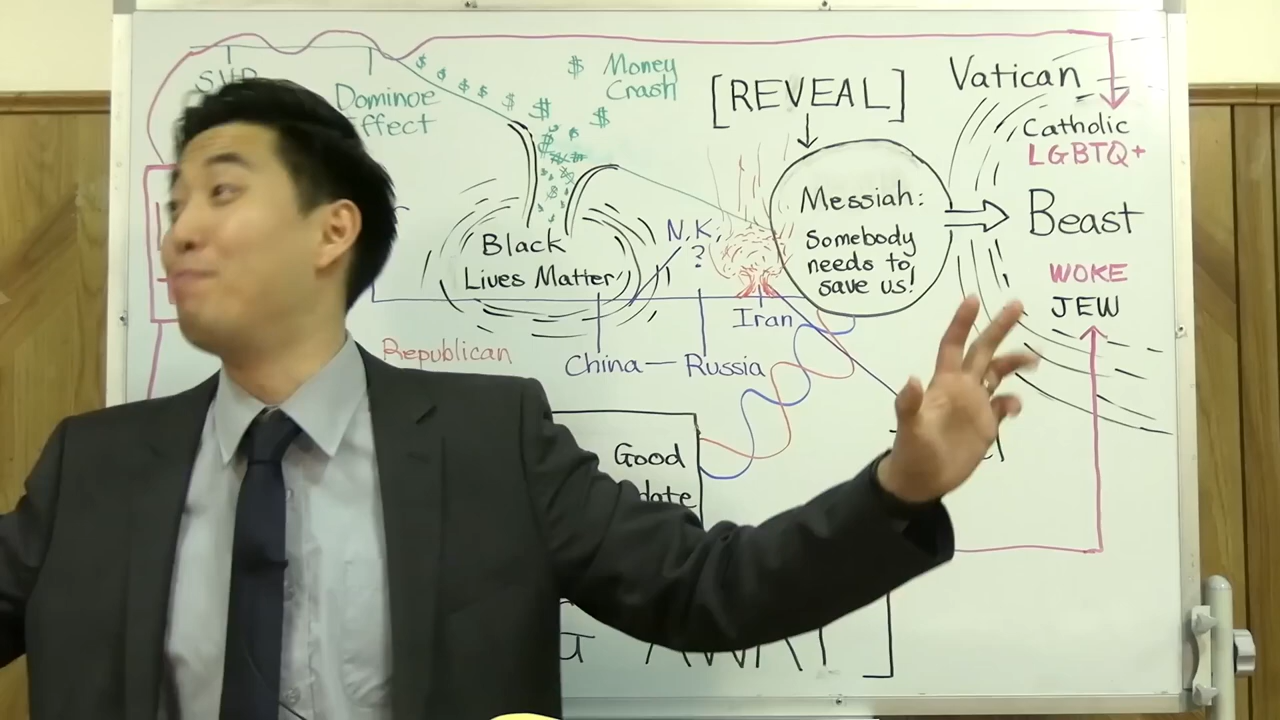 Dominoe
Effect
$ Money
Crash
[REVEAL]
Vatican
Catholic
LGBTQ+
Messiah:
Somebody
needs to
save us!
Beast
WOKE
JEW
Black
Lives Matter
N.K.
?
Iran
Republican
China — Russia
Good